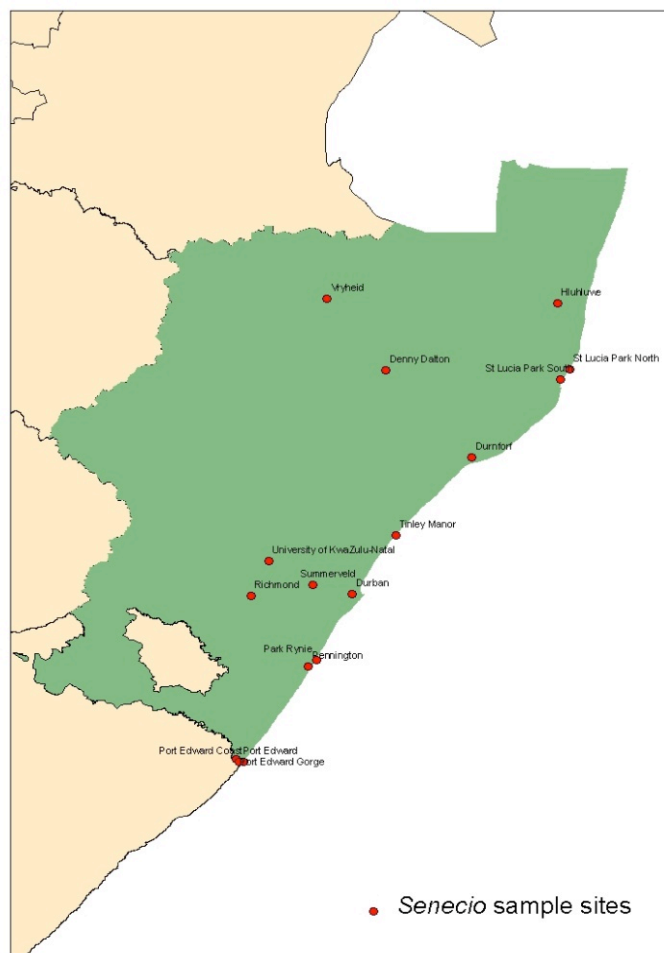 Vryheid
Hluhluwe
Denny Dalton
St Lucia Park North
St Lucia Park South
Durnforf
Tinley Manor
University of KwaZulu-Natal
Summerveld
Richmond
Durban
Park Rynie
Pennington
Port Edward Coast
Port Edward
Port Edward Gorge
Senecio sample sites